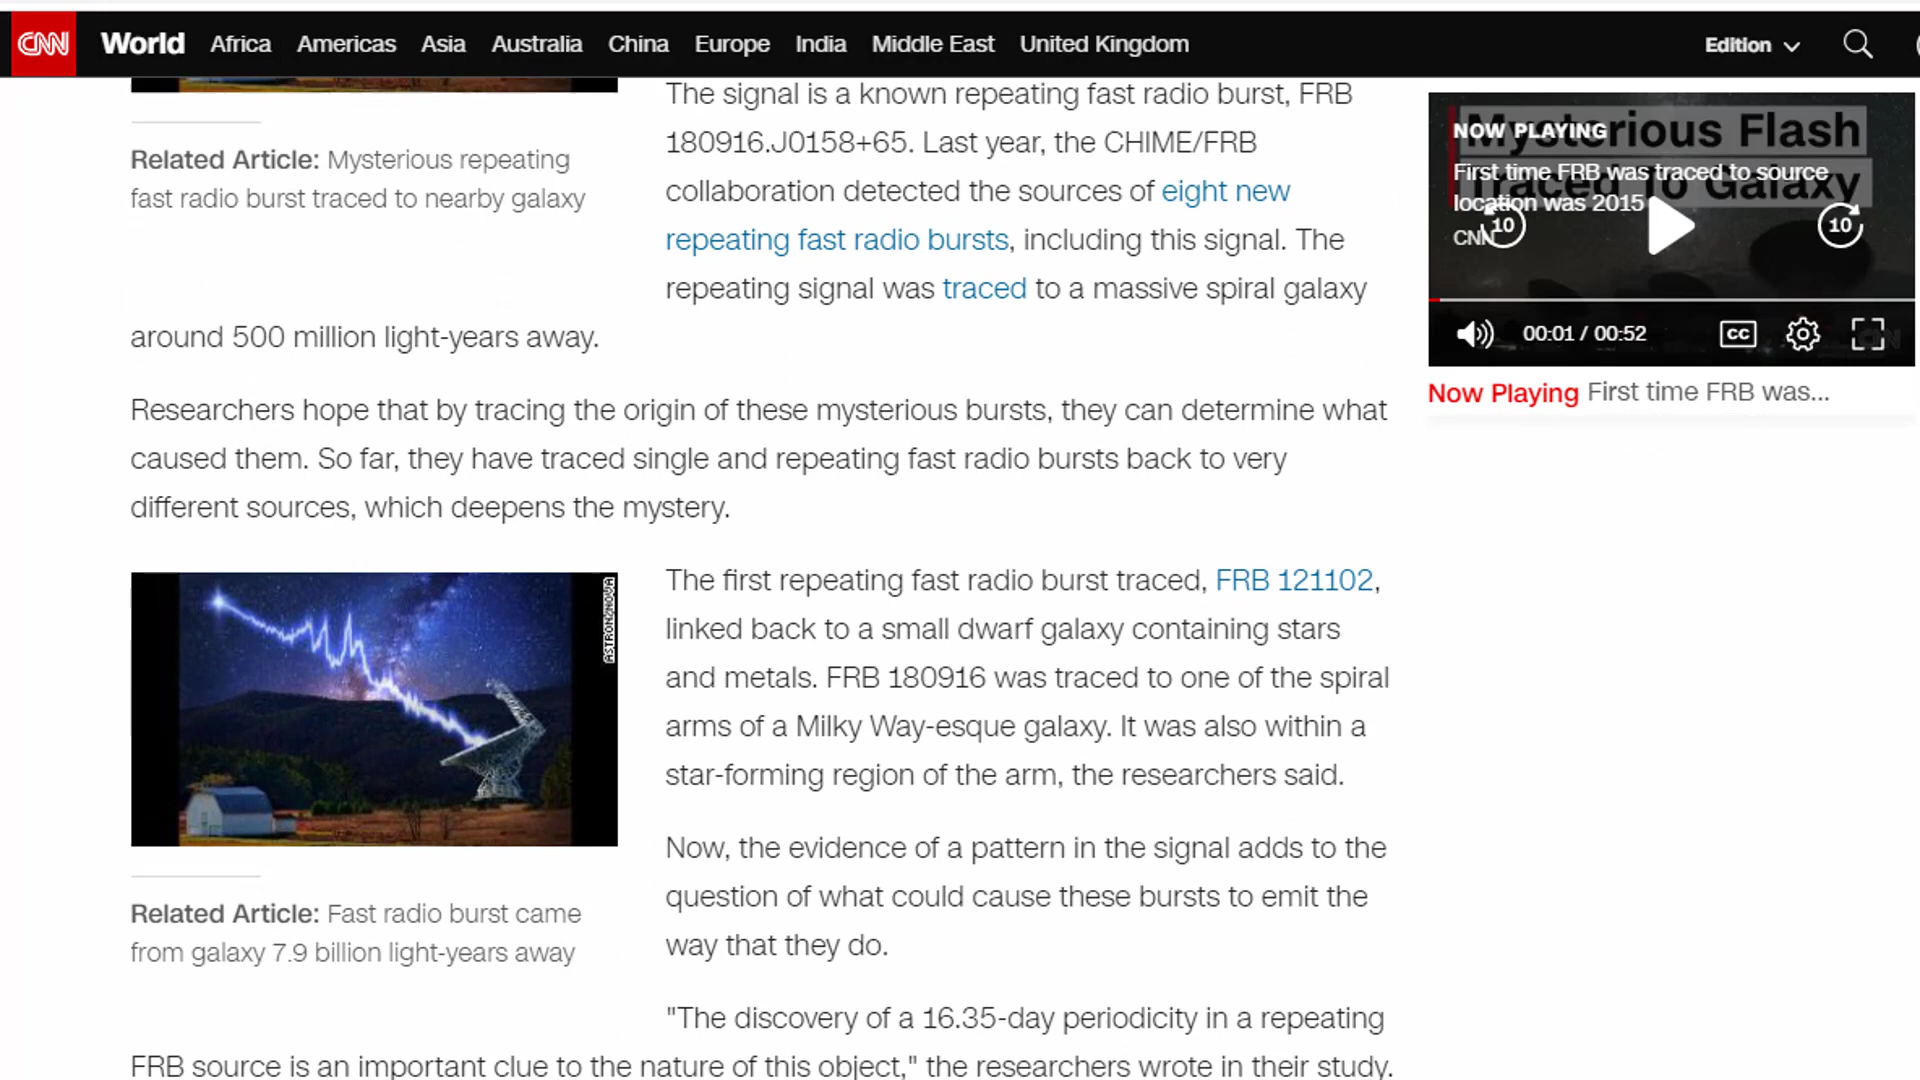 CNN World Africa Americas Asia Australia China Europe India Middle East United Kingdom Edition
Related Article: Mysterious repeating
fast radio burst traced to nearby galaxy
The signal is a known repeating fast radio burst, FRB
180916.J0158+65. Last year, the CHIME/FRB
collaboration detected the sources of eight new
repeating fast radio bursts, including this signal. The
repeating signal was traced to a massive spiral galaxy
around 500 million light-years away.
Researchers hope that by tracing the origin of these mysterious bursts, they can determine what
caused them. So far, they have traced single and repeating fast radio bursts back to very
different sources, which deepens the mystery.
ASTRON/NOVA
Related Article: Fast radio burst came
from galaxy 7.9 billion light-years away
The first repeating fast radio burst traced, FRB 121102,
linked back to a small dwarf galaxy containing stars
and metals. FRB 180916 was traced to one of the spiral
arms of a Milky Way-esque galaxy. It was also within a
star-forming region of the arm, the researchers said.
Now, the evidence of a pattern in the signal adds to the
question of what could cause these bursts to emit the
way that they do.
"The discovery of a 16.35-day periodicity in a repeating
FRB source is an important clue to the nature of this object," the researchers wrote in their study.
Mysterious Flash
Traced To Galaxy
NOW PLAYING
First time FRB was traced to source
location was 2015
CNN
10 10
00:01 / 00:52 CC
Now Playing First time FRB was...